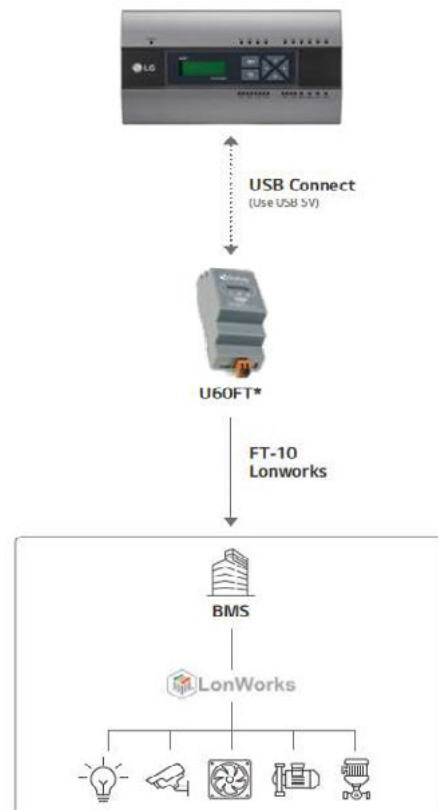 LG
USB Connect
(Use USB 5V)
U60FT*
FT-10
Lonworks
BMS
LonWorks